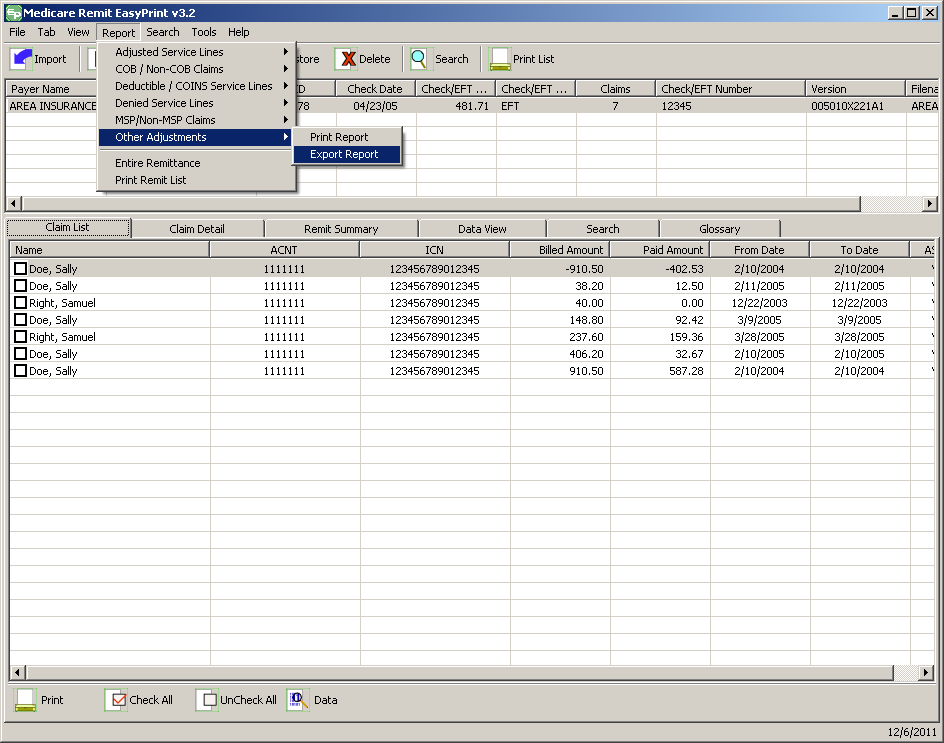 Medicare Remit EasyPrint v3.2
File Tab View Report Search Tools Help
Import store Delete Search Print List
Adjusted Service Lines
COB / Non-COB Claims
Deductible / COINS Service Lines
Denied Service Lines
MSP/Non-MSP Claims
Other Adjustments
Entire Remittance
Print Remit List
Print Report
Export Report
Payer Name ID Check Date Check/EFT ... Check/EFT ... Claims Check/EFT Number Version Filena
AREA INSURANCE 78 04/23/05 481.71 EFT 7 12345 005010X221A1 AREA
Claim List Claim Detail Remit Summary Data View Search Glossary
Name ACNT ICN Billed Amount Paid Amount From Date To Date AS
Doe, Sally 1111111 123456789012345 -910.50 -402.53 2/10/2004 2/10/2004
Doe, Sally 1111111 123456789012345 38.20 12.50 2/11/2005 2/11/2005
Right, Samuel 1111111 123456789012345 40.00 0.00 12/22/2003 12/22/2003
Doe, Sally 1111111 123456789012345 148.80 92.42 3/9/2005 3/9/2005
Right, Samuel 1111111 123456789012345 237.60 159.36 3/28/2005 3/28/2005
Doe, Sally 1111111 123456789012345 406.20 32.67 2/10/2005 2/10/2005
Doe, Sally 1111111 123456789012345 910.50 587.28 2/10/2004 2/10/2004
Print Check All UnCheck All Data
12/6/2011